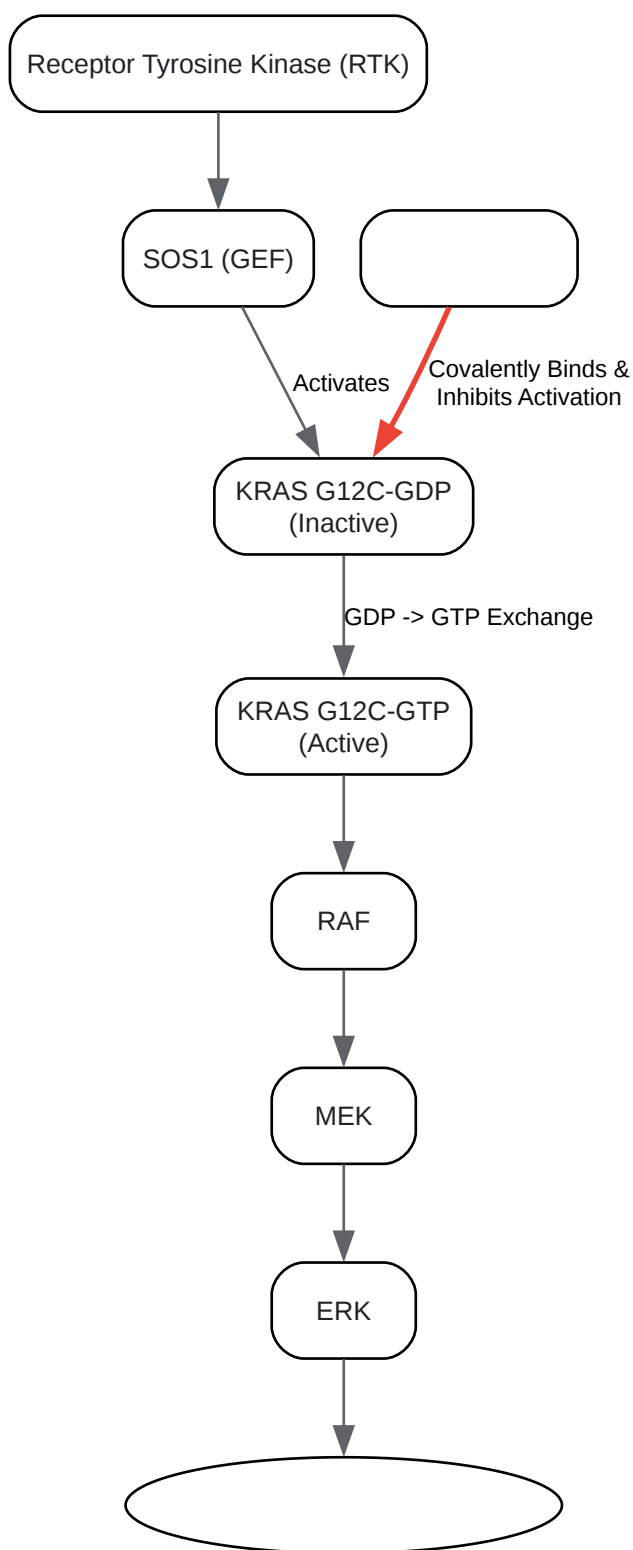 Receptor Tyrosine Kinase (RTK)
SOS1 (GEF)
Activates
Covalently Binds &
Inhibits Activation
KRAS G12C-GDP
(Inactive)
GDP -> GTP Exchange
KRAS G12C-GTP
(Active)
RAF
MEK
ERK